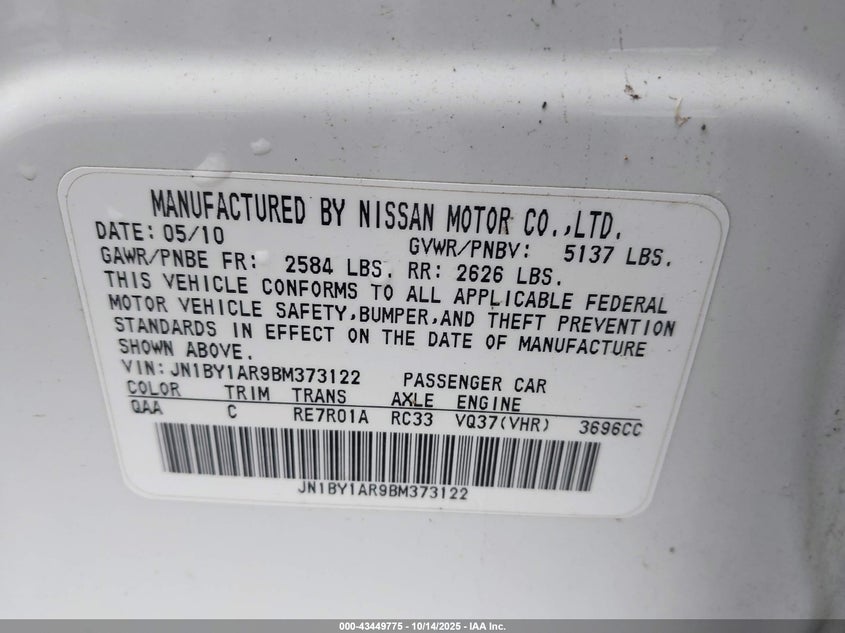 MANUFACTURED BY NISSAN MOTOR CO.,LTD.
DATE: 05/10 GVWR/PNBV: 5137 LBS.
GAWR/PNBE FR: 2584 LBS. RR: 2626 LBS.
THIS VEHICLE CONFORMS TO ALL APPLICABLE FEDERAL
MOTOR VEHICLE SAFETY,BUMPER,AND THEFT PREVENTION
STANDARDS IN EFFECT ON THE DATE OF MANUFACTURE
SHOWN ABOVE.
VIN: JN1BY1AR9BM373122 PASSENGER CAR
COLOR TRIM TRANS AXLE ENGINE
QAA C RE7R01A RC33 VQ37(VHR) 3696CC
JN1BY1AR9BM373122
000-43449775 - 10/14/2025 - IAA Inc.